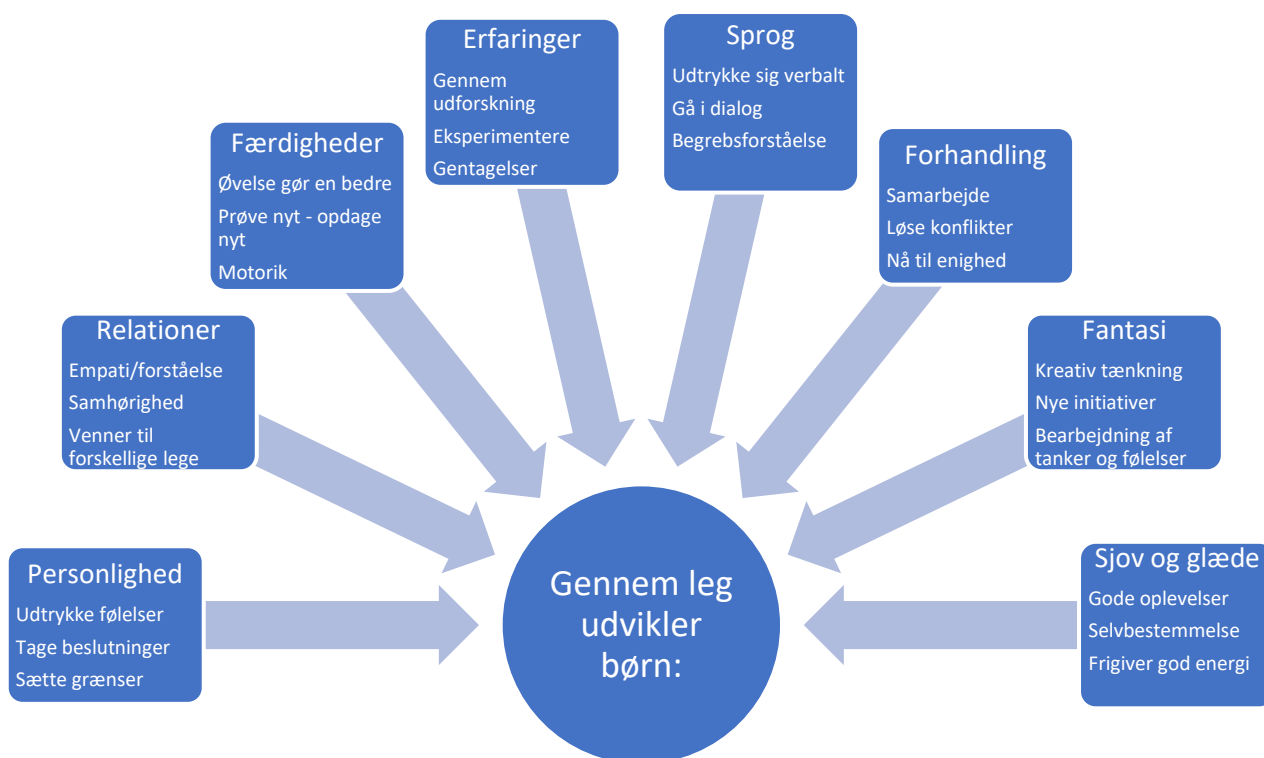 Erfaringer
Gennem
udforskning
Eksperimentere
Gentagelser
Sprog
Udtrykke sig verbalt
Gå i dialog
Begrebsforståelse
Færdigheder
Øvelse gør en bedre
Prøve nyt - opdage
nyt
Motorik
Forhandling
Samarbejde
Løse konflikter
Nå til enighed
Relationer
Empati/forståelse
Samhørighed
Venner til
forskellige lege
Fantasi
Kreativ tænkning
Nye initiativer
Bearbejdning af
tanker og følelser
Personlighed
Udtrykke følelser
Tage beslutninger
Sætte grænser
Sjov og glæde
Gode oplevelser
Selvbestemmelse
Frigiver god energi
Gennem leg
udvikler
børn: